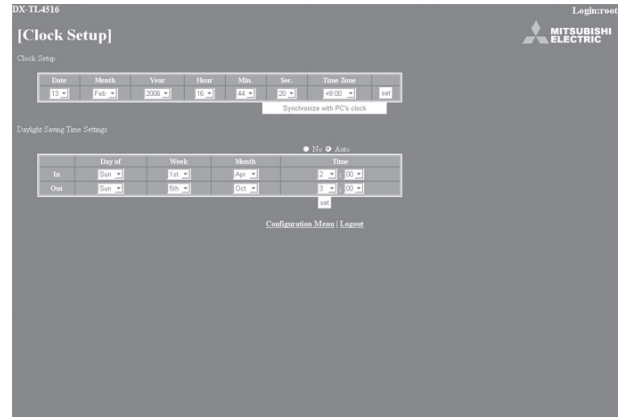 DX-TL4516 Login:root
[Clock Setup]
MITSUBISHI
ELECTRIC
Clock Setup
Date Month Year Hour Min. Sec. Time Zone
13 Feb 2006 16 44 20 +9:00 set
Synchronize with PC's clock
Daylight Saving Time Settings
No Auto
Day of Week Month Time
In Sun 1st Apr 2 : 00
Out Sun 5th Oct 3 : 00
set
Configuration Menu | Logout